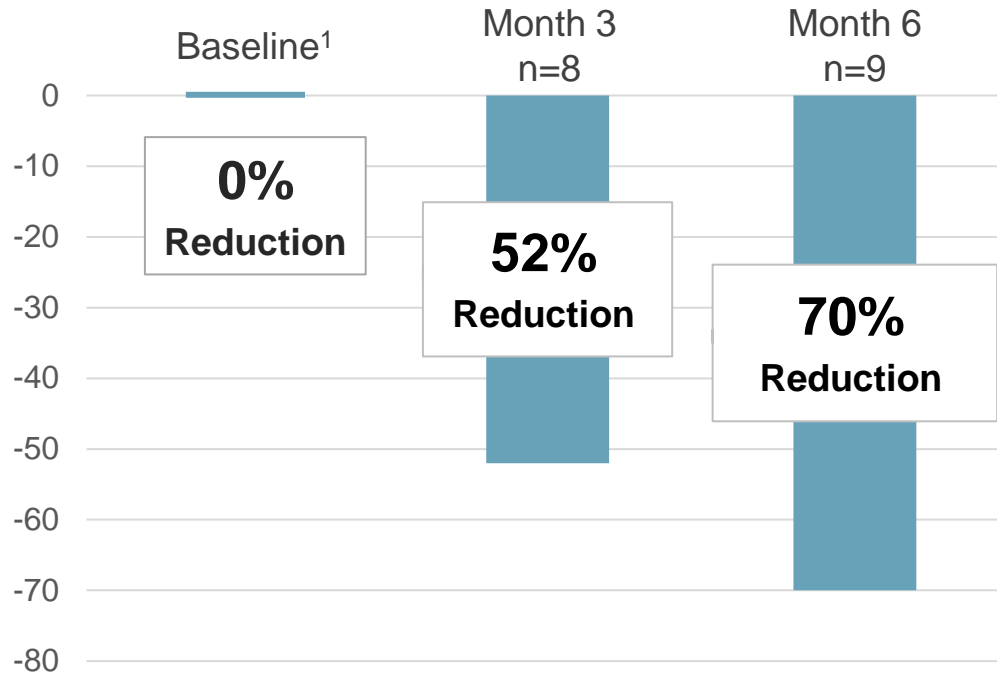 Baseline¹
Month 3
n=8
Month 6
n=9
0
-10
-20
-30
-40
-50
-60
-70
-80
0%
Reduction
52%
Reduction
70%
Reduction